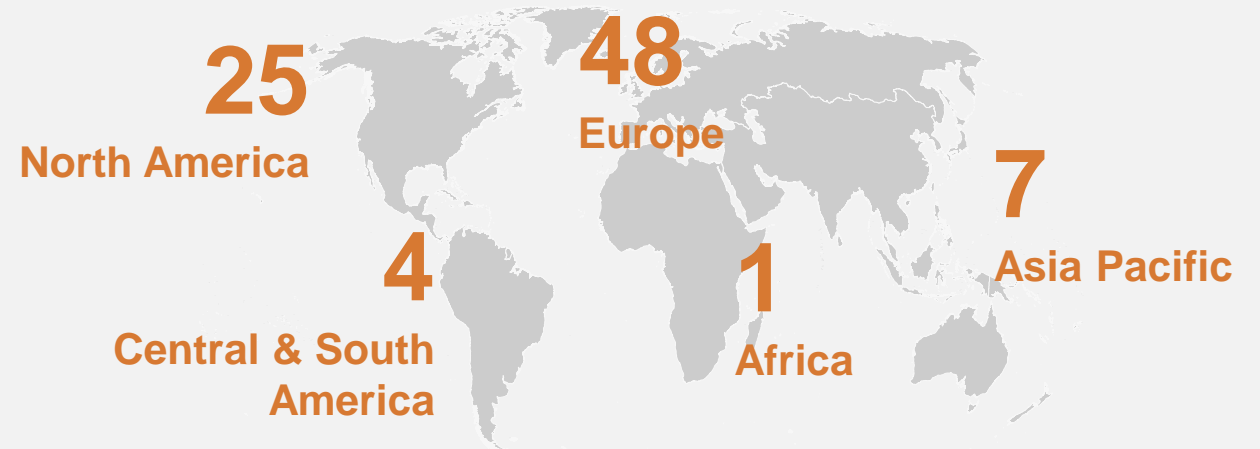 25
North America
48
Europe
7
Asia Pacific
4
Central & South
America
1
Africa